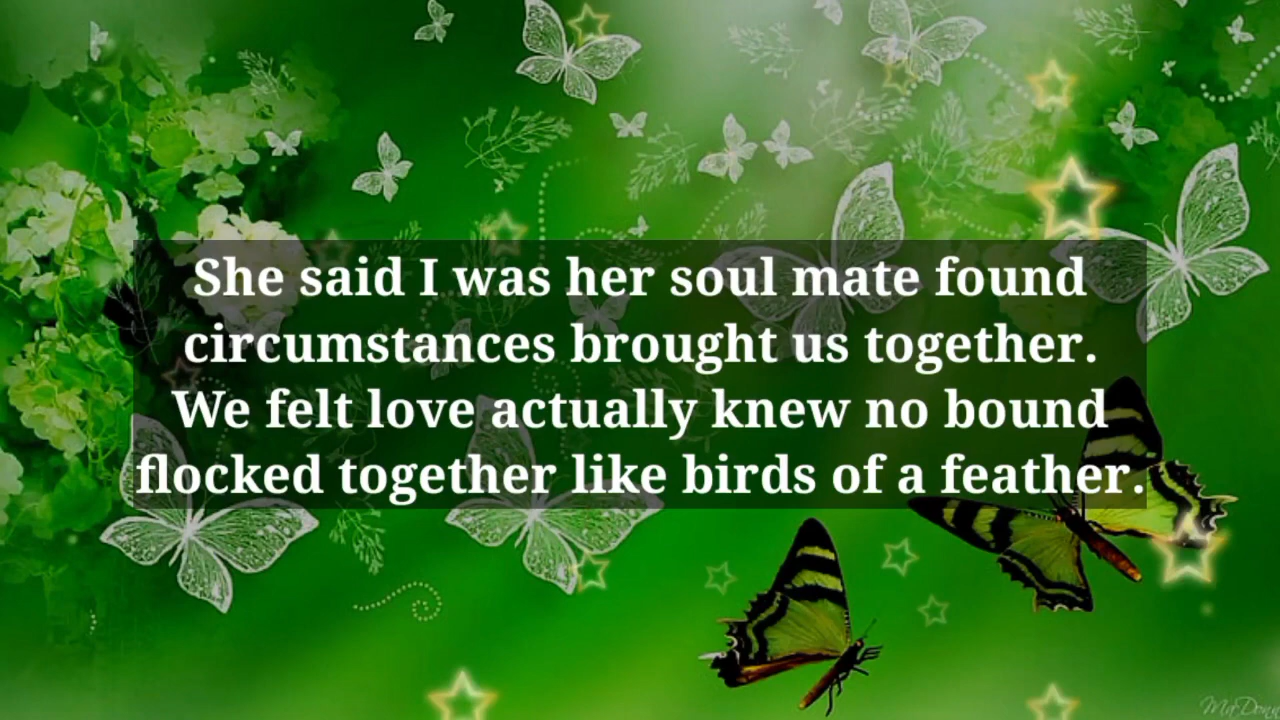 She said I was her soul mate found
circumstances brought us together.
We felt love actually knew no bound
flocked together like birds of a feather.